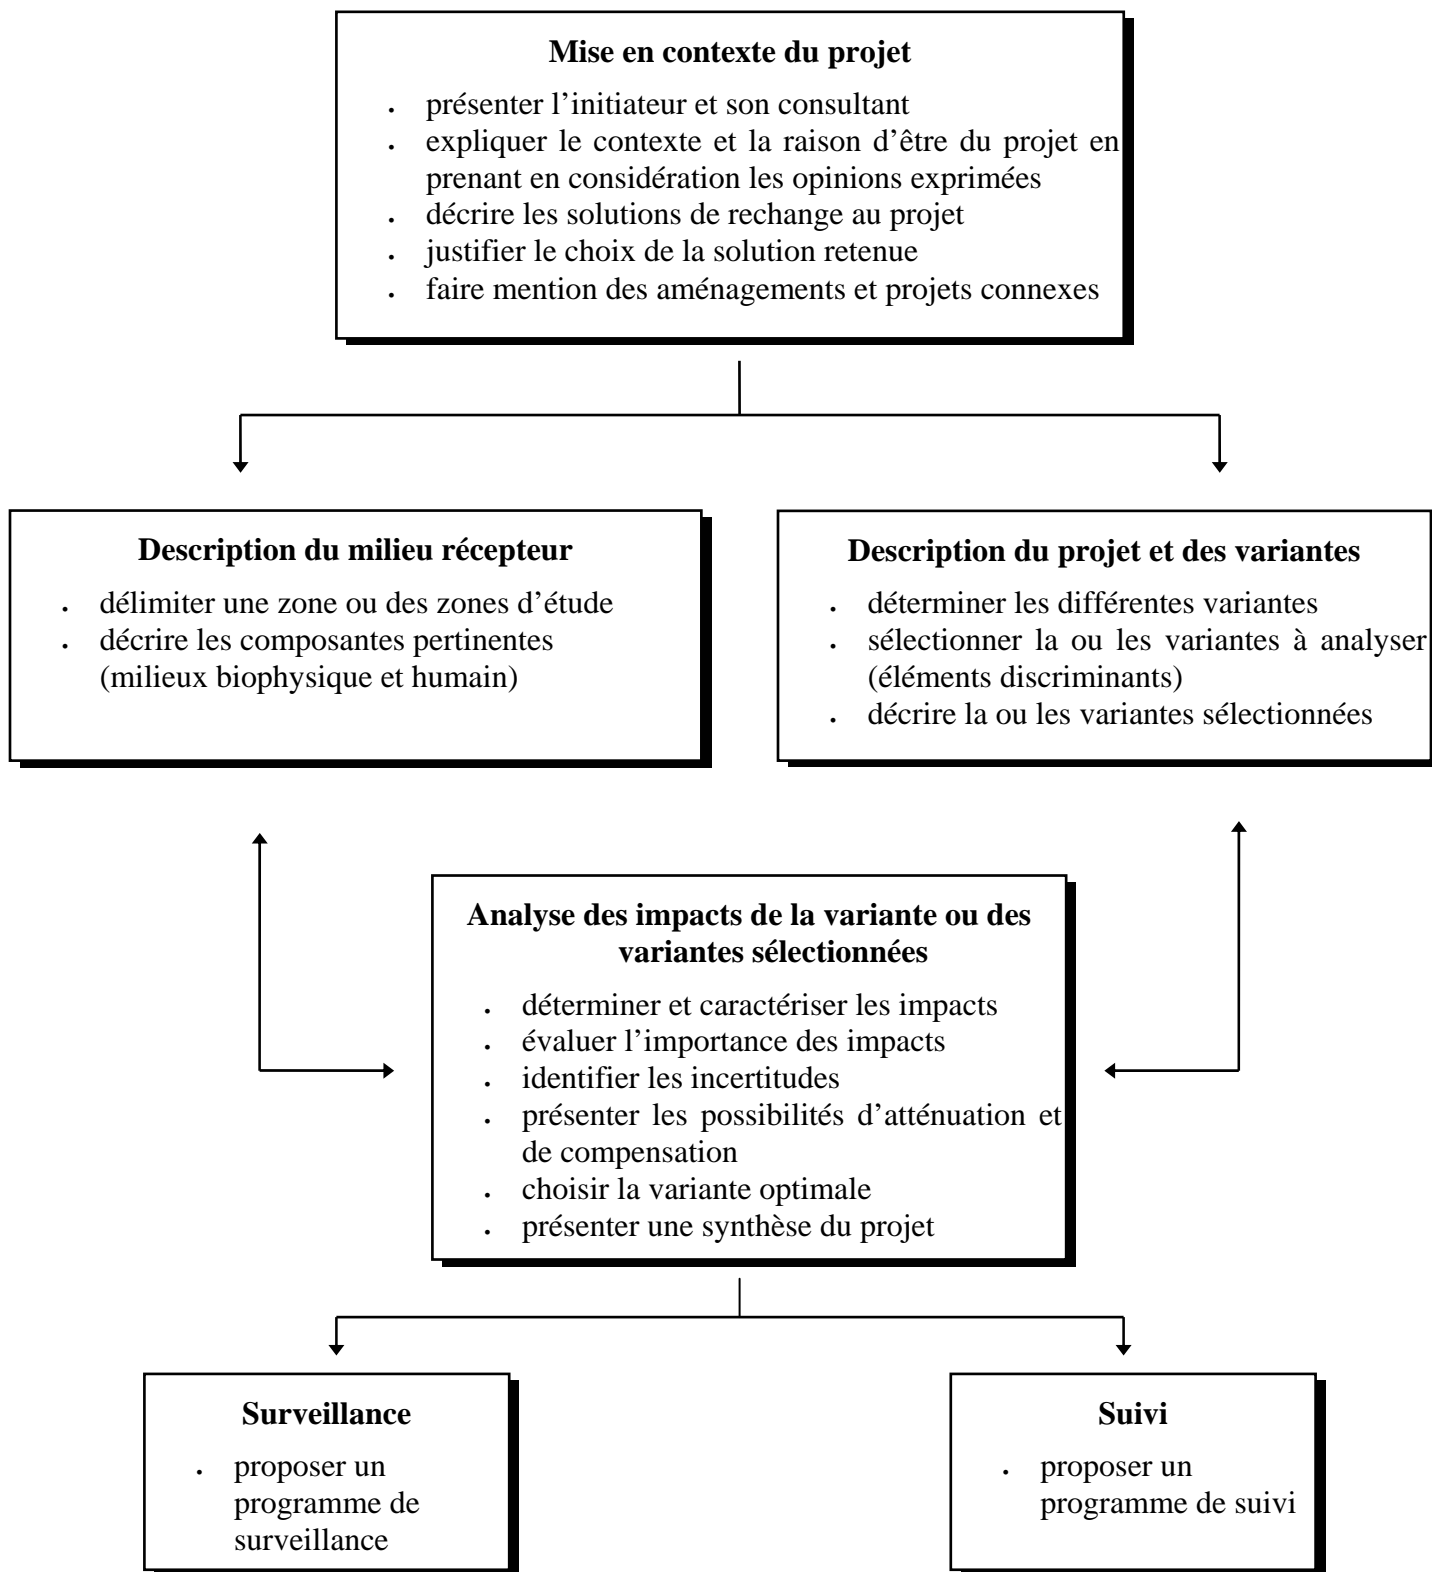 Mise en contexte du projet
. présenter l’initiateur et son consultant
. expliquer le contexte et la raison d’être du projet en
prenant en considération les opinions exprimées
. décrire les solutions de rechange au projet
. justifier le choix de la solution retenue
. faire mention des aménagements et projets connexes
Description du milieu récepteur
. délimiter une zone ou des zones d’étude
. décrire les composantes pertinentes
(milieux biophysique et humain)
Description du projet et des variantes
. déterminer les différentes variantes
. sélectionner la ou les variantes à analyser
(éléments discriminants)
. décrire la ou les variantes sélectionnées
Analyse des impacts de la variante ou des
variantes sélectionnées
. déterminer et caractériser les impacts
. évaluer l’importance des impacts
. identifier les incertitudes
. présenter les possibilités d’atténuation et
de compensation
. choisir la variante optimale
. présenter une synthèse du projet
Surveillance
. proposer un
programme de
surveillance
Suivi
. proposer un
programme de suivi